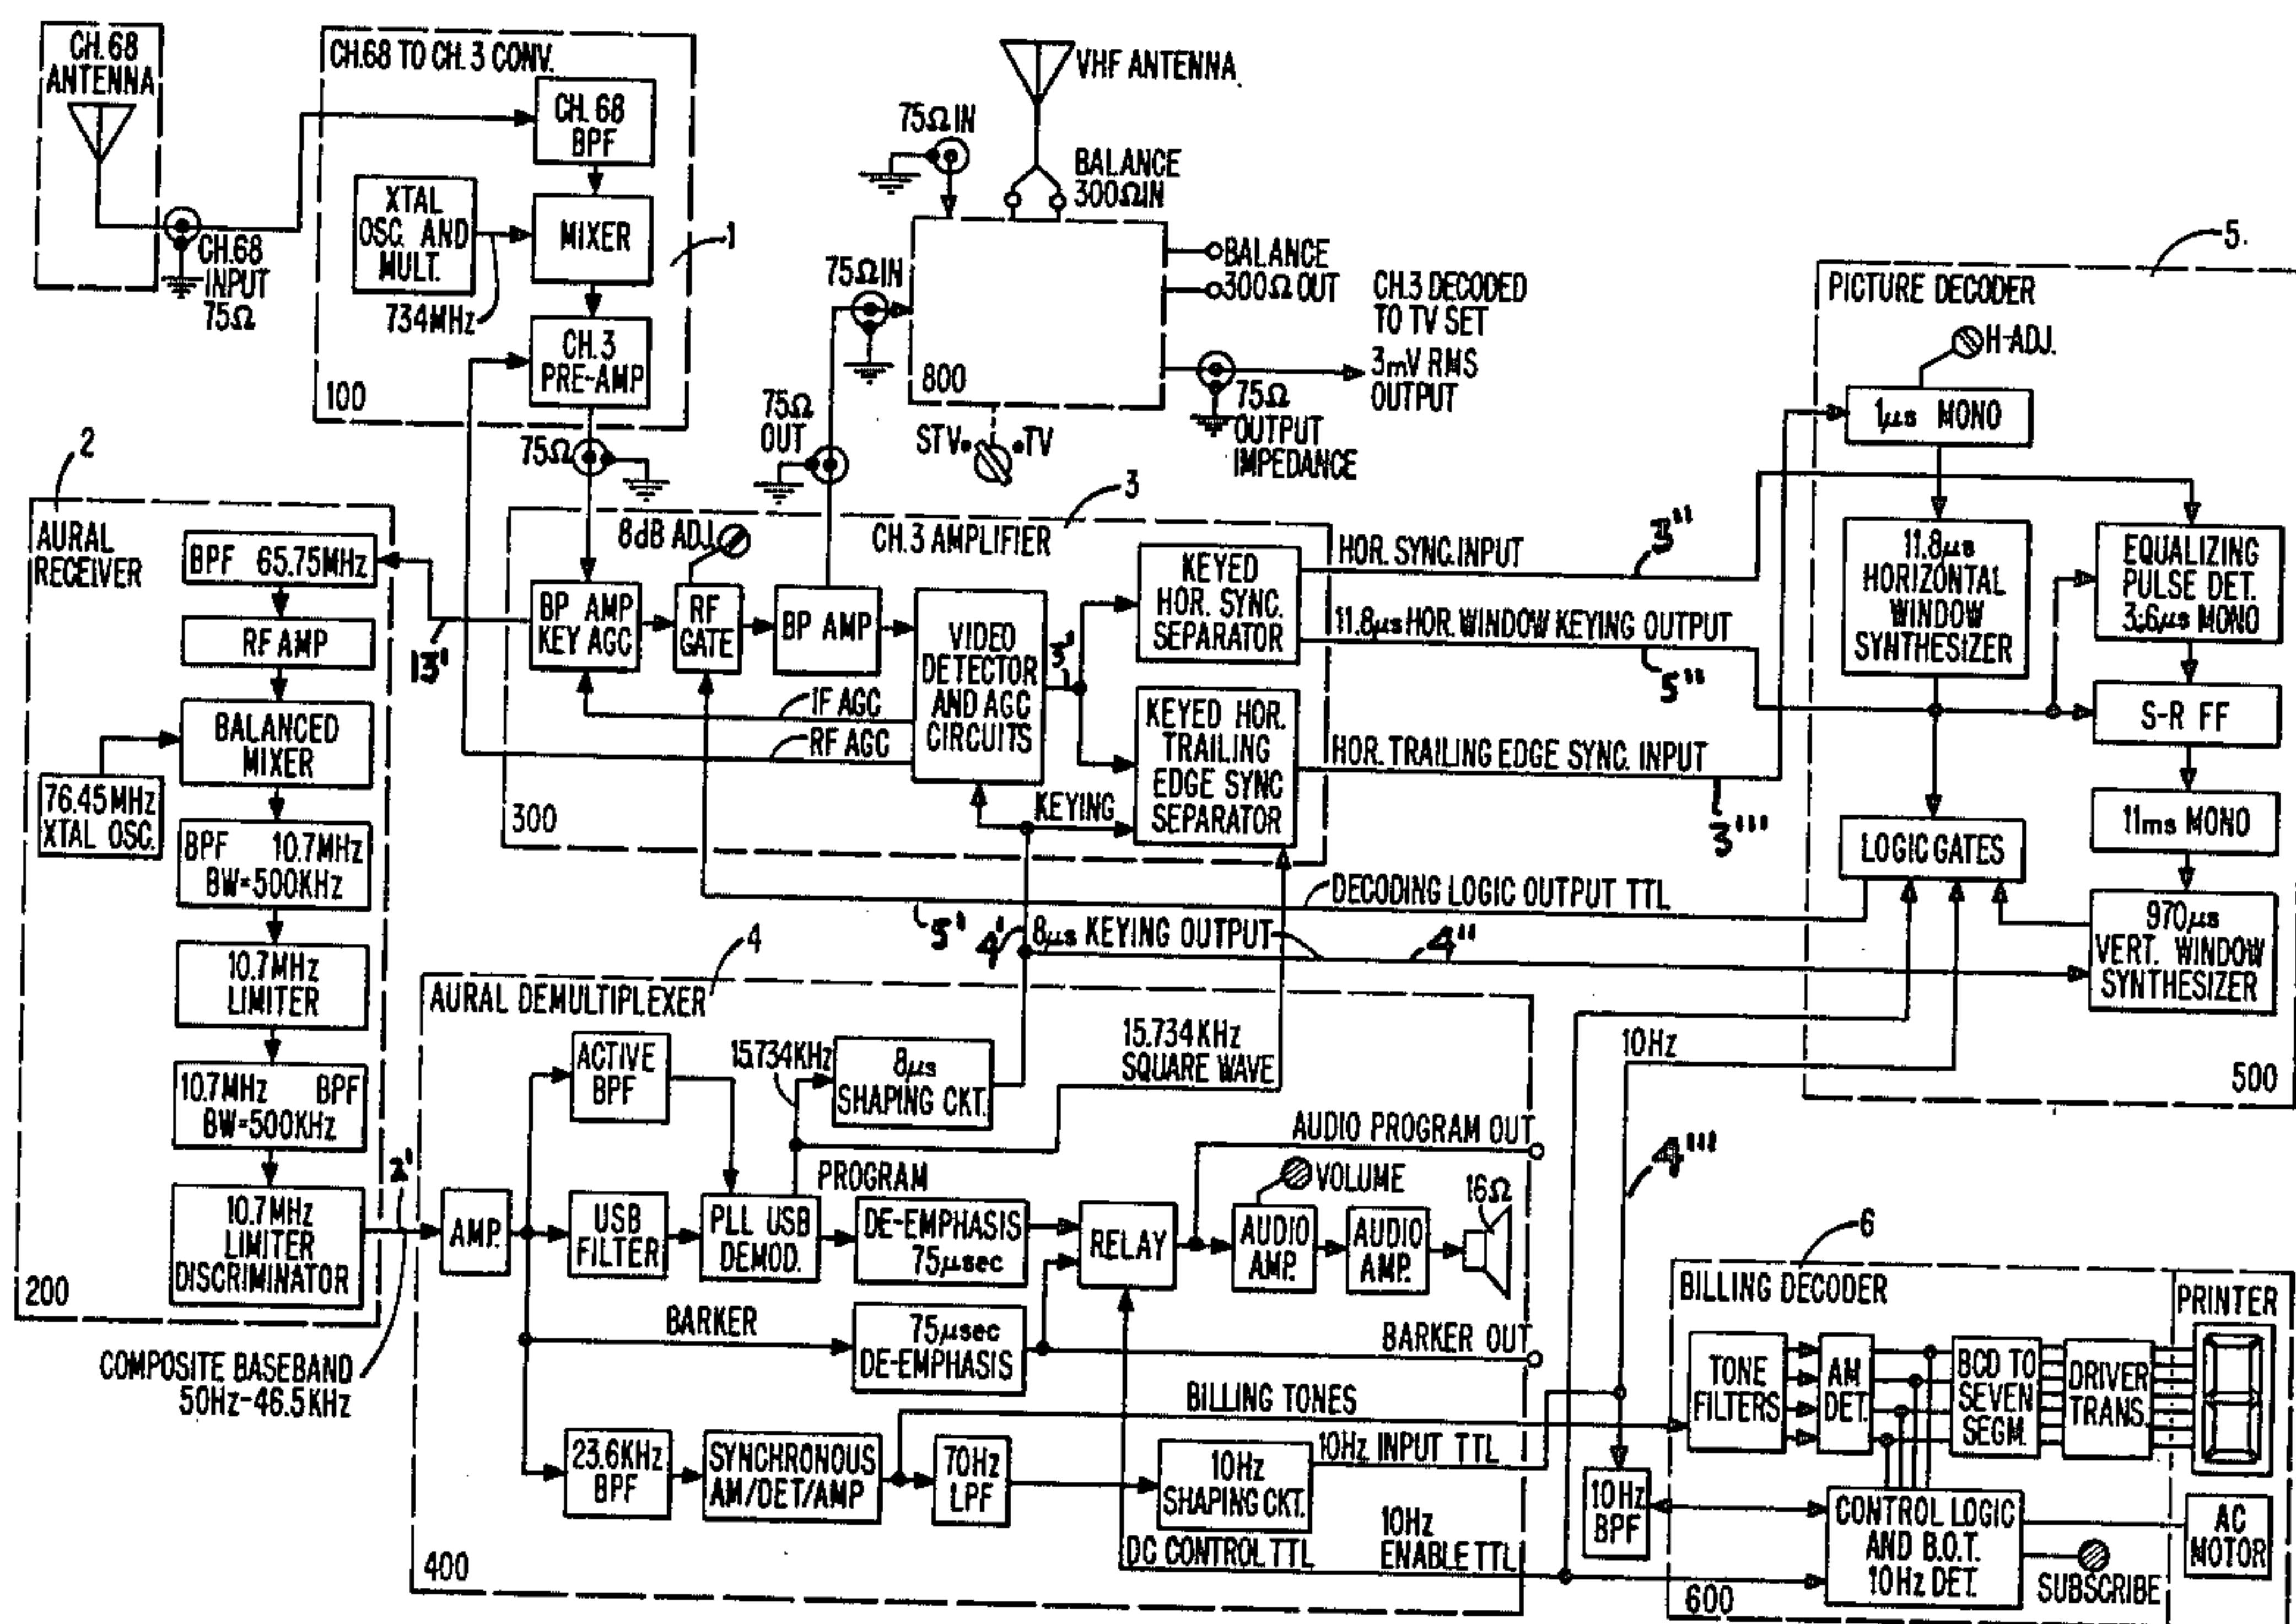 CH. 68
ANTENNA
CH.68
INPUT
75Ω
CH.68 TO CH. 3 CONV.
CH. 68
BPF
XTAL
OSC. AND
MULT.
734MHz
MIXER
CH.3
PRE-AMP
100
1
75Ω
VHF ANTENNA
75Ω IN
BALANCE
300Ω IN
75Ω IN
BALANCE
300Ω OUT
800
CH.3 DECODED
TO TV SET
3mV RMS
OUTPUT
75Ω
OUTPUT
IMPEDANCE
STV
TV
75Ω
OUT
2
AURAL
RECEIVER
BPF 65.75MHz
RF AMP
BALANCED
MIXER
76.45MHz
XTAL OSC.
BPF 10.7MHz
BW=500KHz
10.7MHz
LIMITER
10.7MHz BPF
BW=500KHz
10.7MHz
LIMITER
DISCRIMINATOR
200
2'
COMPOSITE BASEBAND
50Hz-46.5KHz
13'
3
8dB ADJ.
CH.3 AMPLIFIER
BP AMP
KEY AGC
RF
GATE
BP AMP
VIDEO
DETECTOR
AND AGC
CIRCUITS
3'
KEYED
HOR. SYNC.
SEPARATOR
KEYED HOR.
TRAILING
EDGE SYNC
SEPARATOR
IF AGC
RF AGC
KEYING
300
HOR. SYNC. INPUT
3"
11.8µs HOR. WINDOW KEYING OUTPUT
5"
HOR. TRAILING EDGE SYNC. INPUT
3'''
DECODING LOGIC OUTPUT TTL
5'
4'
8µs KEYING OUTPUT
4"
5.
PICTURE DECODER
H-ADJ.
1µs MONO
11.8µs
HORIZONTAL
WINDOW
SYNTHESIZER
EQUALIZING
PULSE DET.
3.6µs MONO
S-R FF
11ms MONO
LOGIC GATES
970µs
VERT. WINDOW
SYNTHESIZER
500
4
AURAL DEMULTIPLEXER
ACTIVE
BPF
15.734KHz
8µs
SHAPING CKT.
15.734KHz
SQUARE WAVE
10Hz
4'''
AMP.
USB
FILTER
PLL USB
DEMOD.
PROGRAM
DE-EMPHASIS
75µsec
RELAY
AUDIO PROGRAM OUT
VOLUME
AUDIO
AMP.
AUDIO
AMP.
16Ω
BARKER
75µsec
DE-EMPHASIS
BARKER OUT
BILLING TONES
23.6KHz
BPF
SYNCHRONOUS
AM/DET/AMP
70Hz
LPF
10Hz
SHAPING CKT.
10Hz INPUT TTL
DC CONTROL TTL
10Hz
ENABLE TTL
400
10Hz
BPF
6
BILLING DECODER
PRINTER
TONE
FILTERS
AM
DET.
BCD TO
SEVEN
SEGM.
DRIVER
TRANS.
CONTROL LOGIC
AND B.O.T.
10Hz DET.
AC
MOTOR
SUBSCRIBE
600